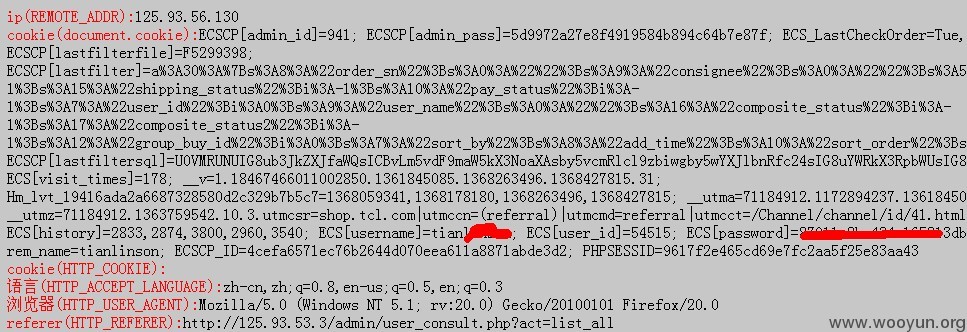 ip(REMOTE_ADDR):125.93.56.130
cookie(document.cookie):ECSCP[admin_id]=941; ECSCP[admin_pass]=5d9972a27e8f4919584b894c64b7e87f; ECS_LastCheckOrder=Tue,
ECSCP[lastfilterfile]=F5299398;
ECSCP[lastfilter]=a%3A30%3A%7Bs%3A8%3A%22order_sn%22%3Bs%3A0%3A%22%22%3Bs%3A9%3A%22consignee%22%3Bs%3A0%3A%22%22%3Bs%3A5
1%3Bs%3A15%3A%22shipping_status%22%3Bi%3A-1%3Bs%3A10%3A%22pay_status%22%3Bi%3A-
1%3Bs%3A7%3A%22user_id%22%3Bi%3A0%3Bs%3A9%3A%22user_name%22%3Bs%3A0%3A%22%22%3Bs%3A16%3A%22composite_status%22%3Bi%3A-
1%3Bs%3A17%3A%22composite_status2%22%3Bi%3A-
1%3Bs%3A12%3A%22group_buy_id%22%3Bi%3A0%3Bs%3A7%3A%22sort_by%22%3Bs%3A8%3A%22add_time%22%3Bs%3A10%3A%22sort_order%22%3Bs
ECSCP[lastfiltersql]=U0VMRUNUIG8ub3JkZXJfaWQsICBvLm5vdF9maW5kX3NoaXAsby5vcmRlcl9zbiwgby5wYXJlbnRfc24sIG8uYWRkX3RpbWUsIG8
ECS[visit_times]=178; __v=1.18467466011002850.1361845085.1368263496.1368427815.31;
Hm_lvt_19416ada2a6687328580d2c329b7b5c7=1368059341,1368178180,1368263496,1368427815; __utma=71184912.1172894237.13618450
__utmz=71184912.1363759542.10.3.utmcsr=shop.tcl.com|utmccn=(referral)|utmcmd=referral|utmcct=/Channel/channel/id/41.html
ECS[history]=2833,2874,3800,2960,3540; ECS[username]=tianl ; ECS[user_id]=54515; ECS[password]= 3db
rem_name=tianlinson; ECSCP_ID=4cefa6571ec76b2644d070eea611a8871abde3d2; PHPSESSID=9617f2e465cd69e7fc2aa5f25e83aa43
cookie(HTTP_COOKIE):
语言(HTTP_ACCEPT_LANGUAGE):zh-cn,zh;q=0.8,en-us;q=0.5,en;q=0.3
浏览器(HTTP_USER_AGENT):Mozilla/5.0 (Windows NT 5.1; rv:20.0) Gecko/20100101 Firefox/20.0
referer(HTTP_REFERER):http://125.93.53.3/admin/user_consult.php?act=list_all
www.wooyun.org